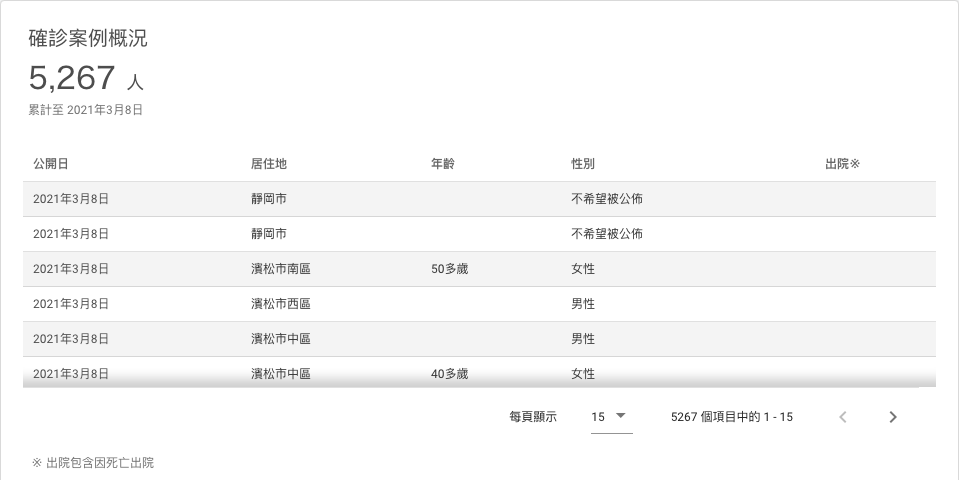 確診案例概況
5,267 人
累計至 2021年3月8日
公開日 居住地 年齡 性別 出院※
2021年3月8日 靜岡市 不希望被公佈
2021年3月8日 靜岡市 不希望被公佈
2021年3月8日 濱松市南區 50多歲 女性
2021年3月8日 濱松市西區 男性
2021年3月8日 濱松市中區 男性
2021年3月8日 濱松市中區 40多歲 女性
每頁顯示 15 5267 個項目中的 1 - 15
※ 出院包含因死亡出院